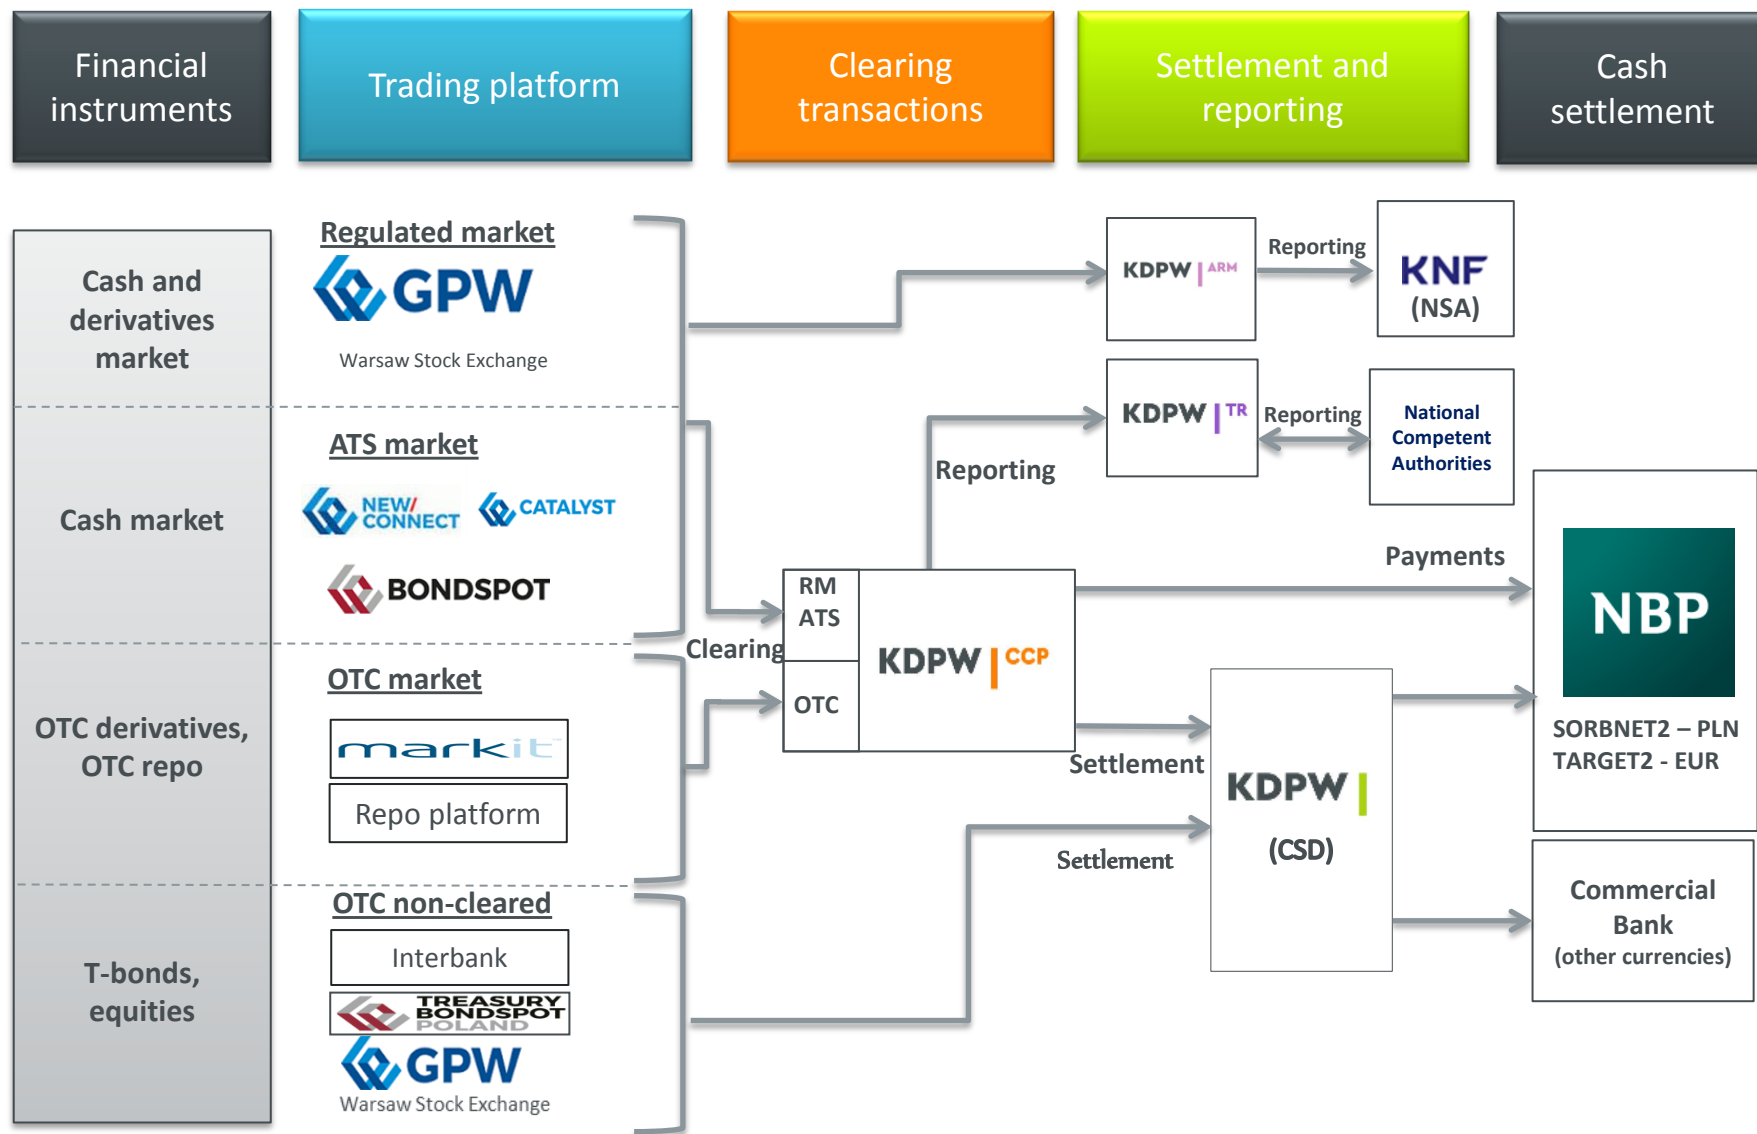 Financial
instruments
Trading platform
Clearing
transactions
Settlement and
reporting
Cash
settlement
Cash and
derivatives
market
Cash market
OTC derivatives,
OTC repo
T-bonds,
equities
Regulated market
GPW
Warsaw Stock Exchange
ATS market
NEW/
CONNECT
CATALYST
BONDSPOT
OTC market
markit™
Repo platform
OTC non-cleared
Interbank
TREASURY
BONDSPOT
POLAND
GPW
Warsaw Stock Exchange
Clearing
RM
ATS
OTC
KDPW | CCP
Reporting
Settlement
Settlement
KDPW | ARM
Reporting
KNF
(NSA)
KDPW | TR
Reporting
National
Competent
Authorities
Payments
KDPW |
(CSD)
NBP
SORBNET2 – PLN
TARGET2 - EUR
Commercial
Bank
(other currencies)